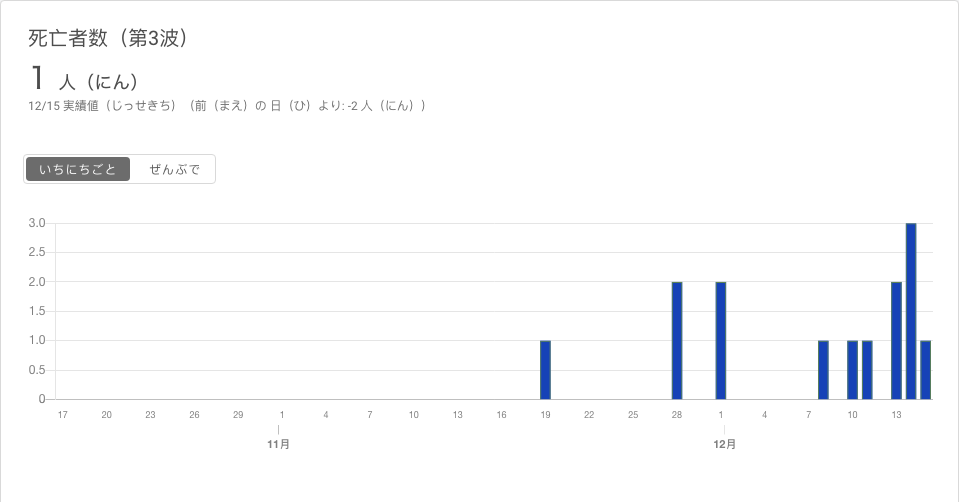 死亡者数（第3波）
1 人（にん）
12/15 実績値（じっせきち）（前（まえ）の 日（ひ）より: -2 人（にん））
いちにちごと ぜんぶで
3.0
2.5
2.0
1.5
1.0
0.5
0
17 20 23 26 29 1 4 7 10 13 16 19 22 25 28 1 4 7 10 13
11月 12月